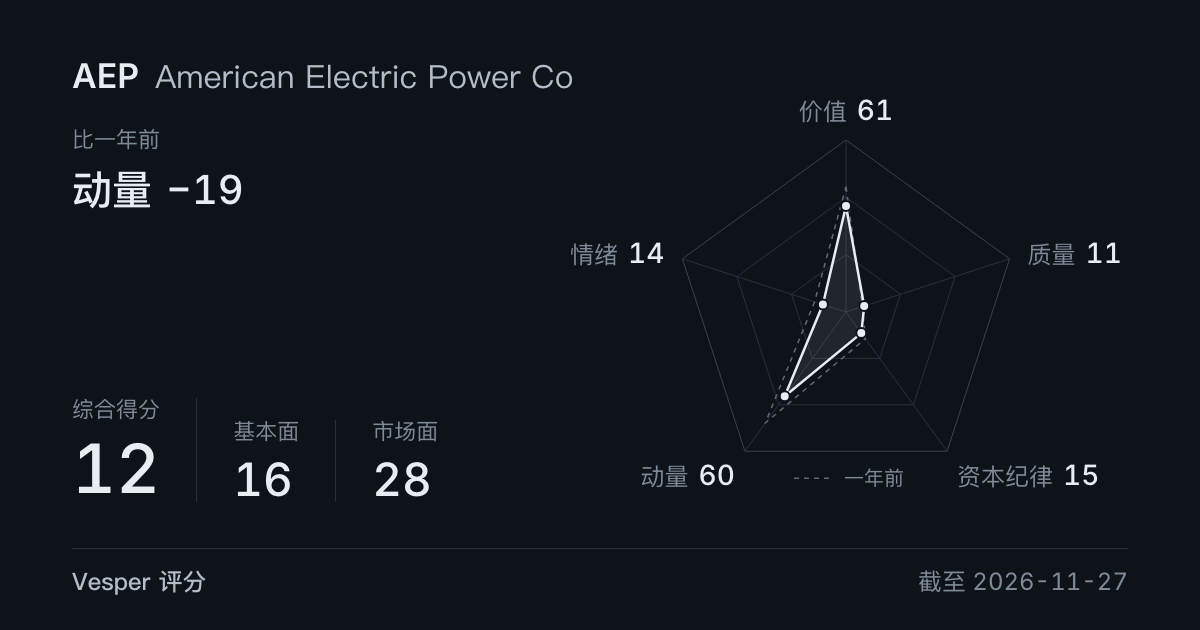 AEP American Electric Power Co
比一年前
动量 −19
价值 61
情绪 14
质量 11
动量 60
一年前
资本纪律 15
综合得分
12
基本面
16
市场面
28
Vesper 评分
截至 2026-11-27